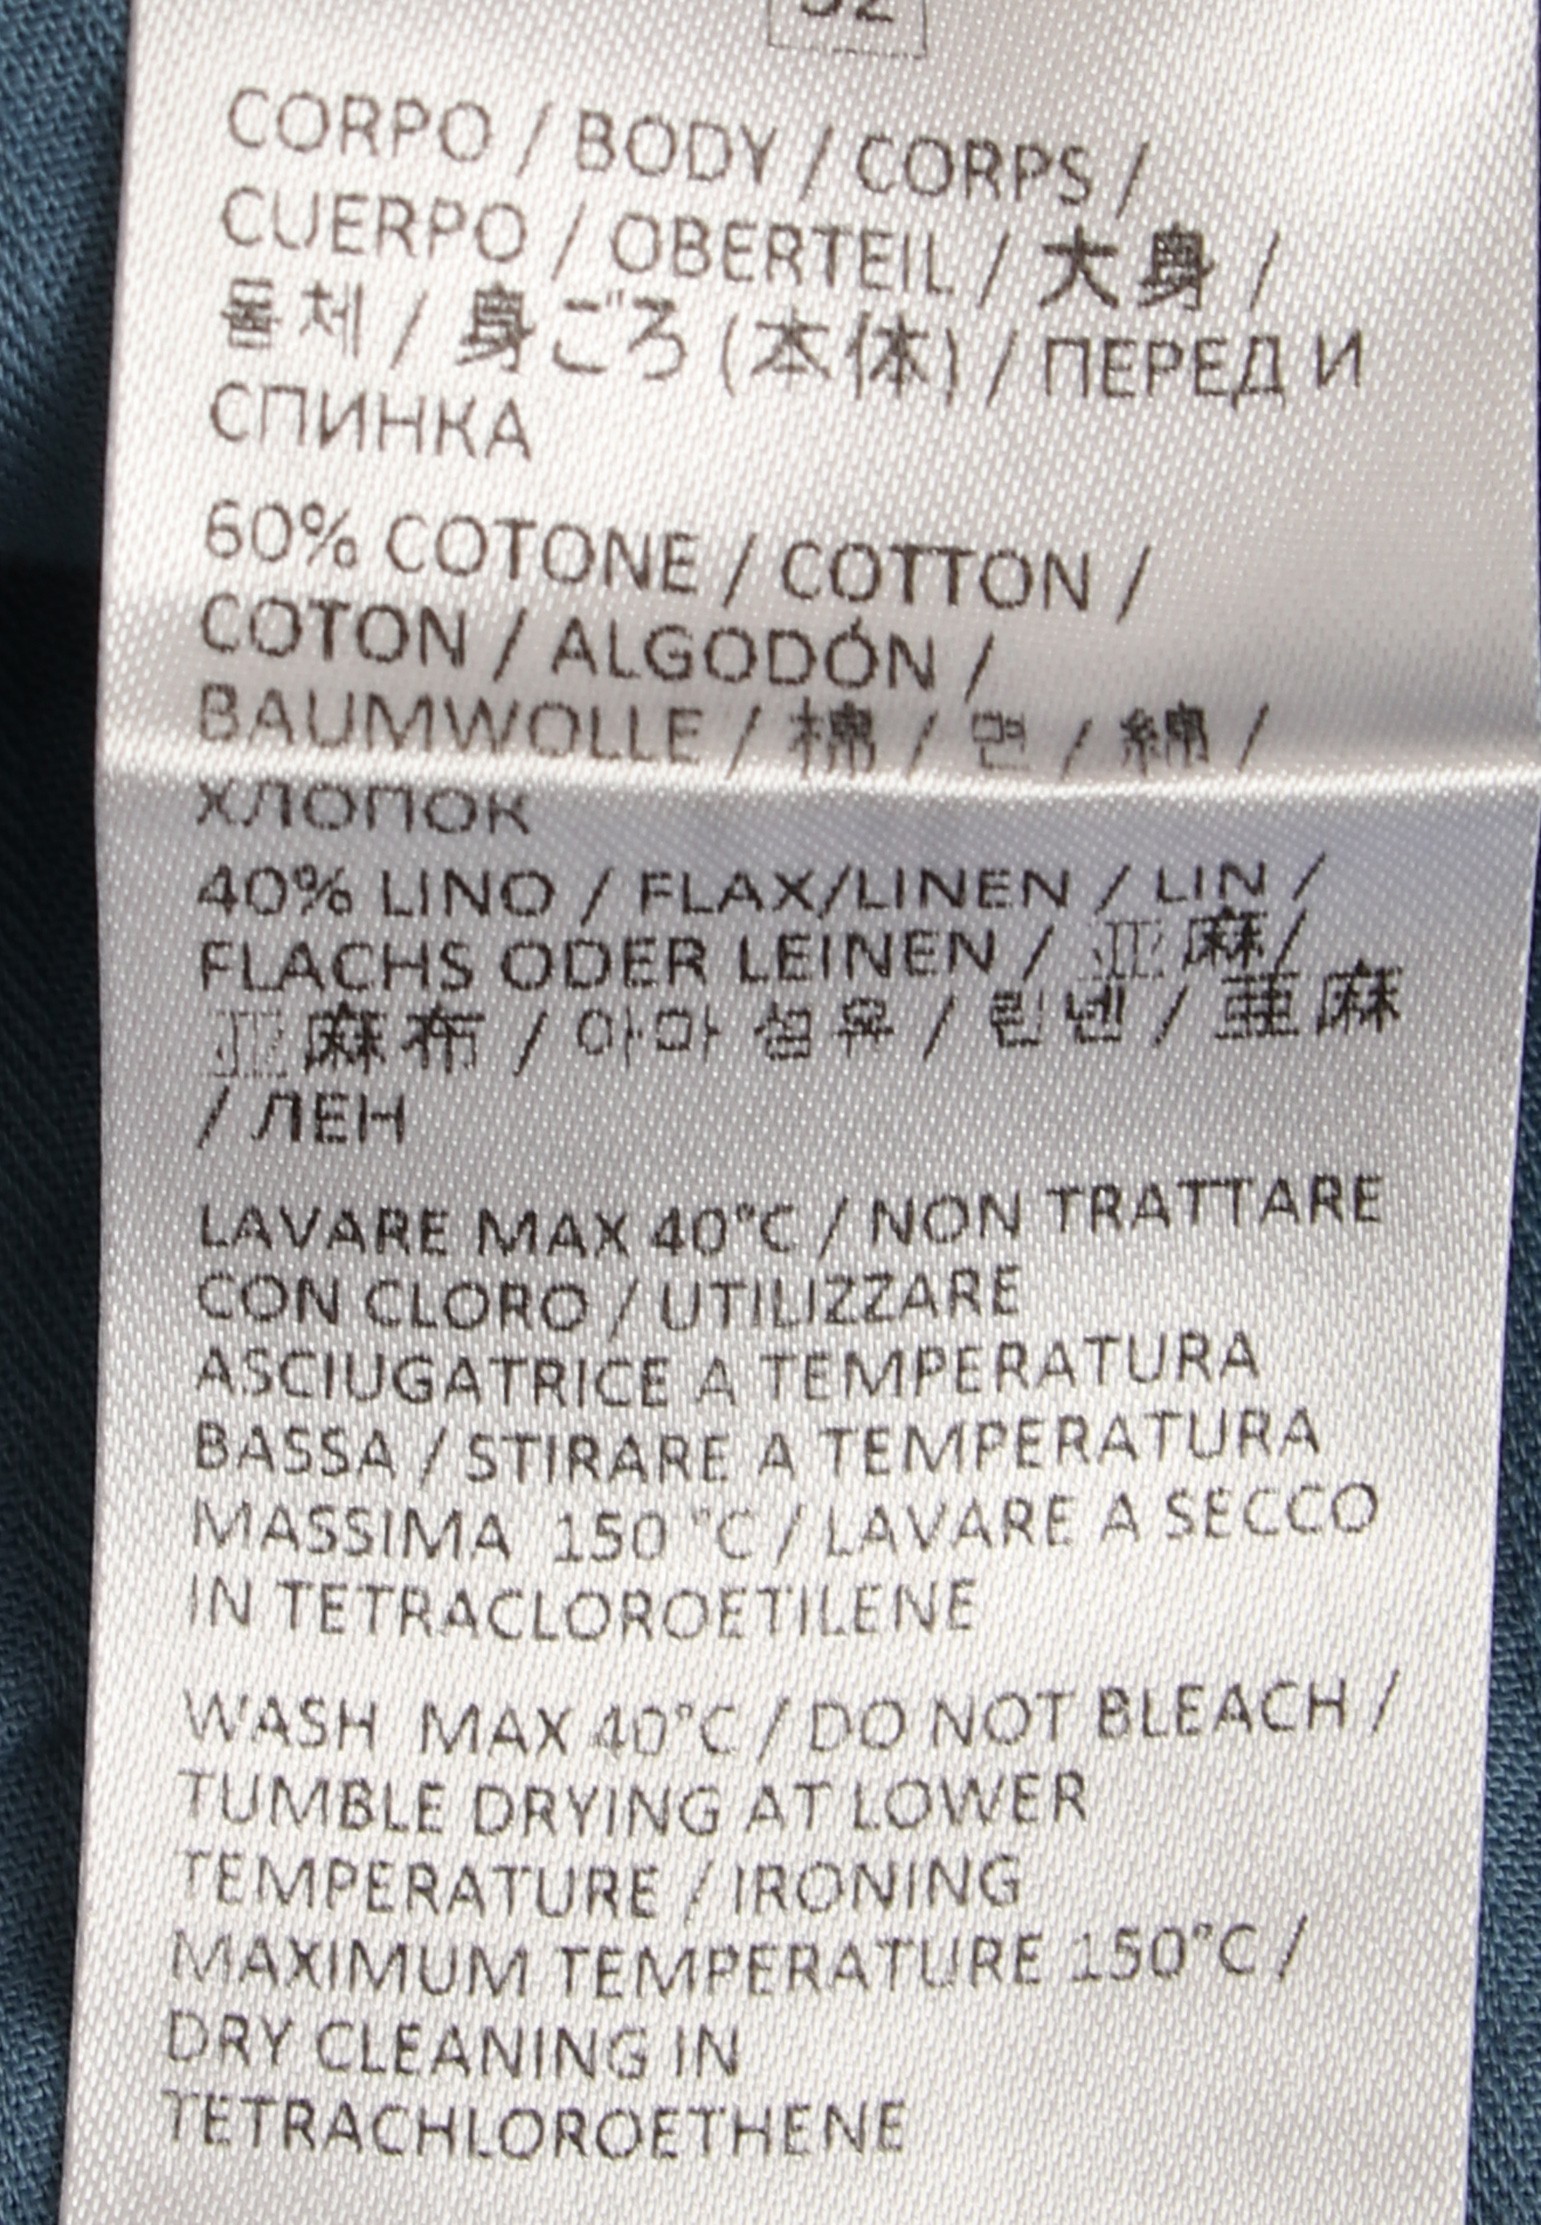 52
CORPO / BODY / CORPS /
CUERPO / OBERTEIL / 大身 /
몸체 / 身ごろ (本体) / ПЕРЕД И
СПИНКА
60% COTONE / COTTON /
COTON / ALGODÓN /
BAUMWOLLE / 棉 / 면 / 綿 /
ХЛОПОК
40% LINO / FLAX/LINEN / LIN /
FLACHS ODER LEINEN / 亚麻/
亚麻布 / 아마 섬유 / 린넨 / 亜麻
/ ЛЕН
LAVARE MAX 40°C / NON TRATTARE
CON CLORO / UTILIZZARE
ASCIUGATRICE A TEMPERATURA
BASSA / STIRARE A TEMPERATURA
MASSIMA 150 °C / LAVARE A SECCO
IN TETRACLOROETILENE
WASH MAX 40°C / DO NOT BLEACH /
TUMBLE DRYING AT LOWER
TEMPERATURE / IRONING
MAXIMUM TEMPERATURE 150°C /
DRY CLEANING IN
TETRACHLOROETHENE